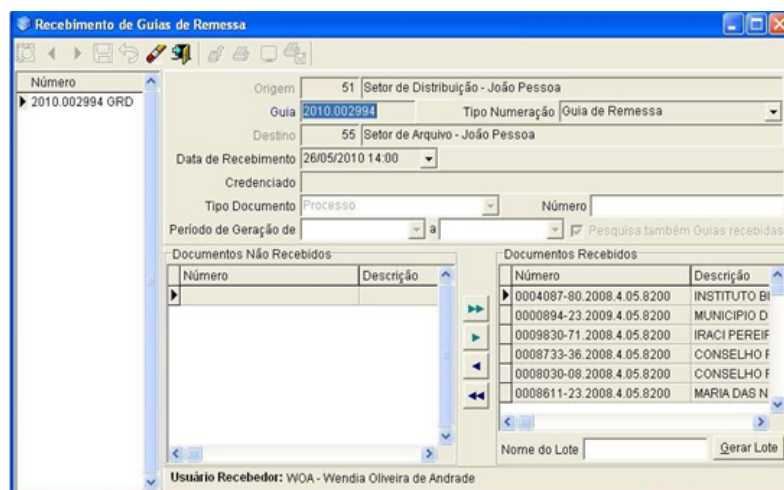 Recebimento de Guias de Remessa
Número
2010.002994 GRD
Origem 51 Setor de Distribuição - João Pessoa
Guia 2010.002994 Tipo Numeração Guia de Remessa
Destino 55 Setor de Arquivo - João Pessoa
Data de Recebimento 26/05/2010 14:00
Credenciado
Tipo Documento Processo Número
Período de Geração de a Pesquisa também Guias recebidas
Documentos Não Recebidos
Número Descrição
Documentos Recebidos
Número Descrição
0004087-80.2008.4.05.8200 INSTITUTO
0000894-23.2009.4.05.8200 MUNICIPIO D
0009830-71.2008.4.05.8200 IRACI
0008733-36.2008.4.05.8200 CONSELHO
0008030-08.2008.4.05.8200 CONSELHO
0008611-23.2008.4.05.8200 MARIA DAS N
Nome do Lote Gerar Lote
Usuário Recebedor: WOA - Wendia Oliveira de Andrade